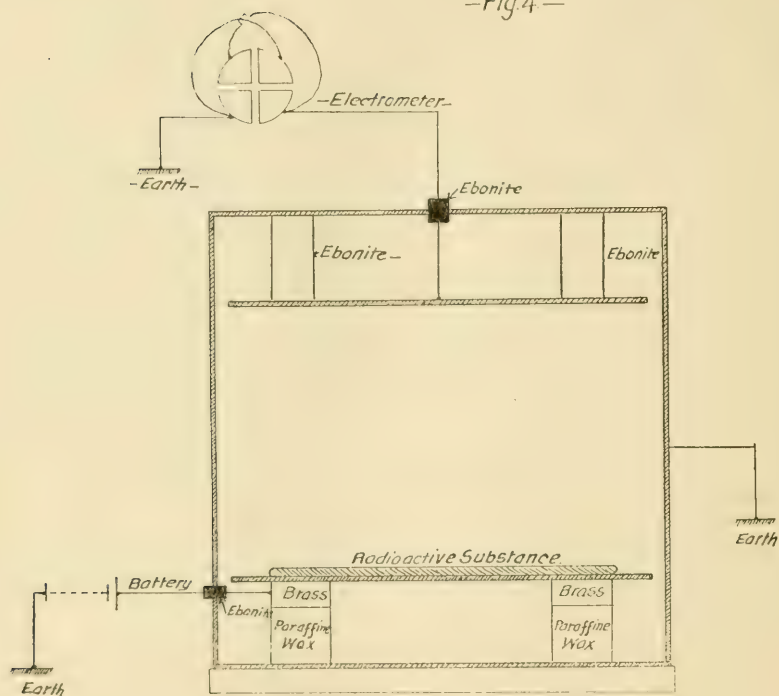 -Fig.4-
-Electrometer-
-Earth-
Ebonite
Ebonite-
Ebonite
Earth
Radioactive Substance.
Battery
Ebonite
Brass
Brass
Paraffine
Wax
Paraffine
Wax
Earth